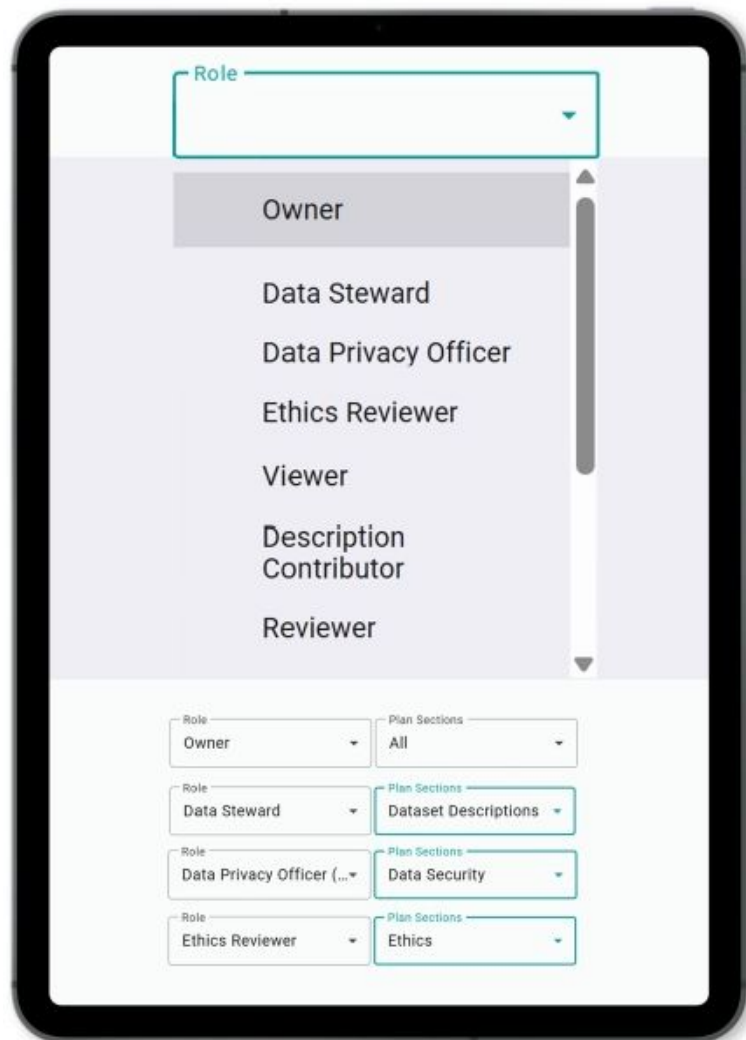 Role
Owner
Data Steward
Data Privacy Officer
Ethics Reviewer
Viewer
Description
Contributor
Reviewer
Role
Plan Sections
Owner
All
Role
Plan Sections
Data Steward
Dataset Descriptions
Role
Plan Sections
Data Privacy Officer (...
Data Security
Role
Plan Sections
Ethics Reviewer
Ethics